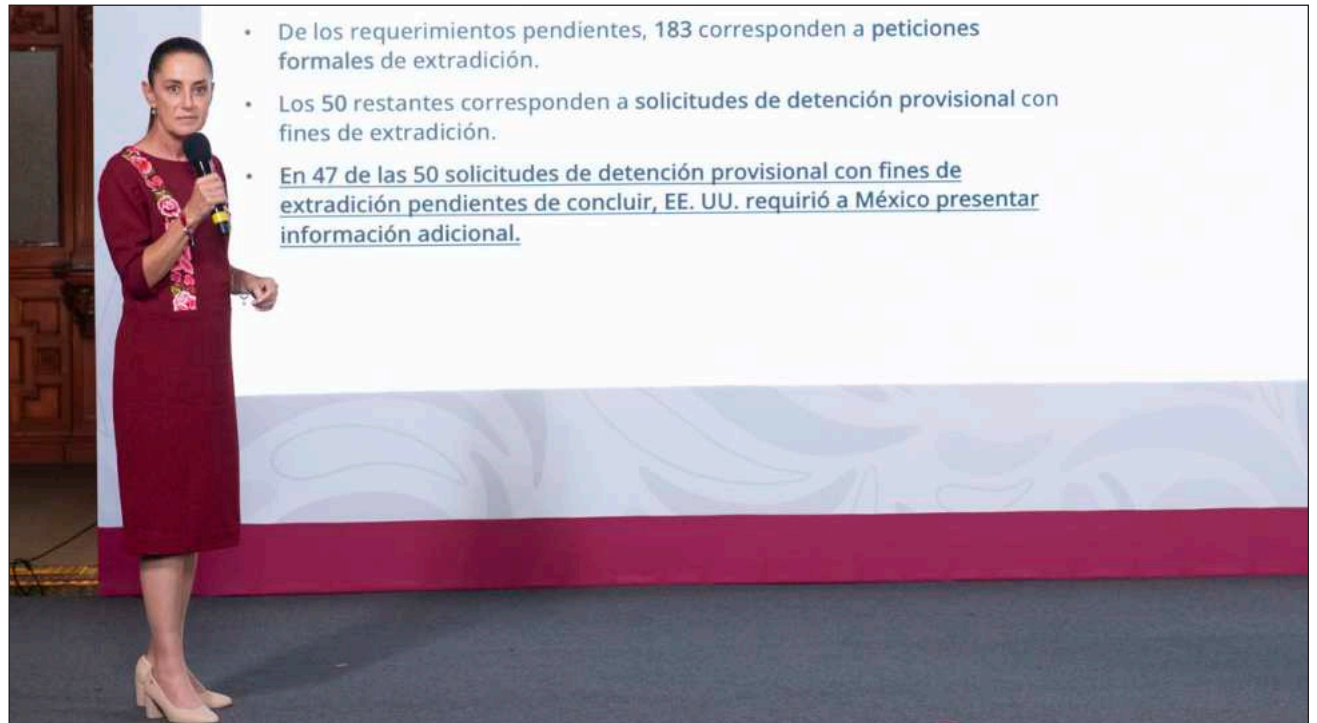 • De los requerimientos pendientes, 183 corresponden a peticiones
formales de extradición.
• Los 50 restantes corresponden a solicitudes de detención provisional con
fines de extradición.
• En 47 de las 50 solicitudes de detención provisional con fines de
extradición pendientes de concluir, EE. UU. requirió a México presentar
información adicional.